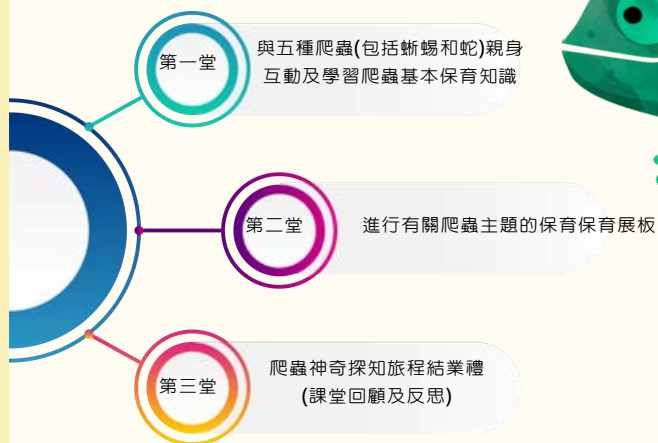 第一堂
與五種爬蟲(包括蜥蜴和蛇)親身
互動及學習爬蟲基本保育知識
第二堂
進行有關爬蟲主題的保育保育展板
第三堂
爬蟲神奇探知旅程結業禮
(課堂回顧及反思)